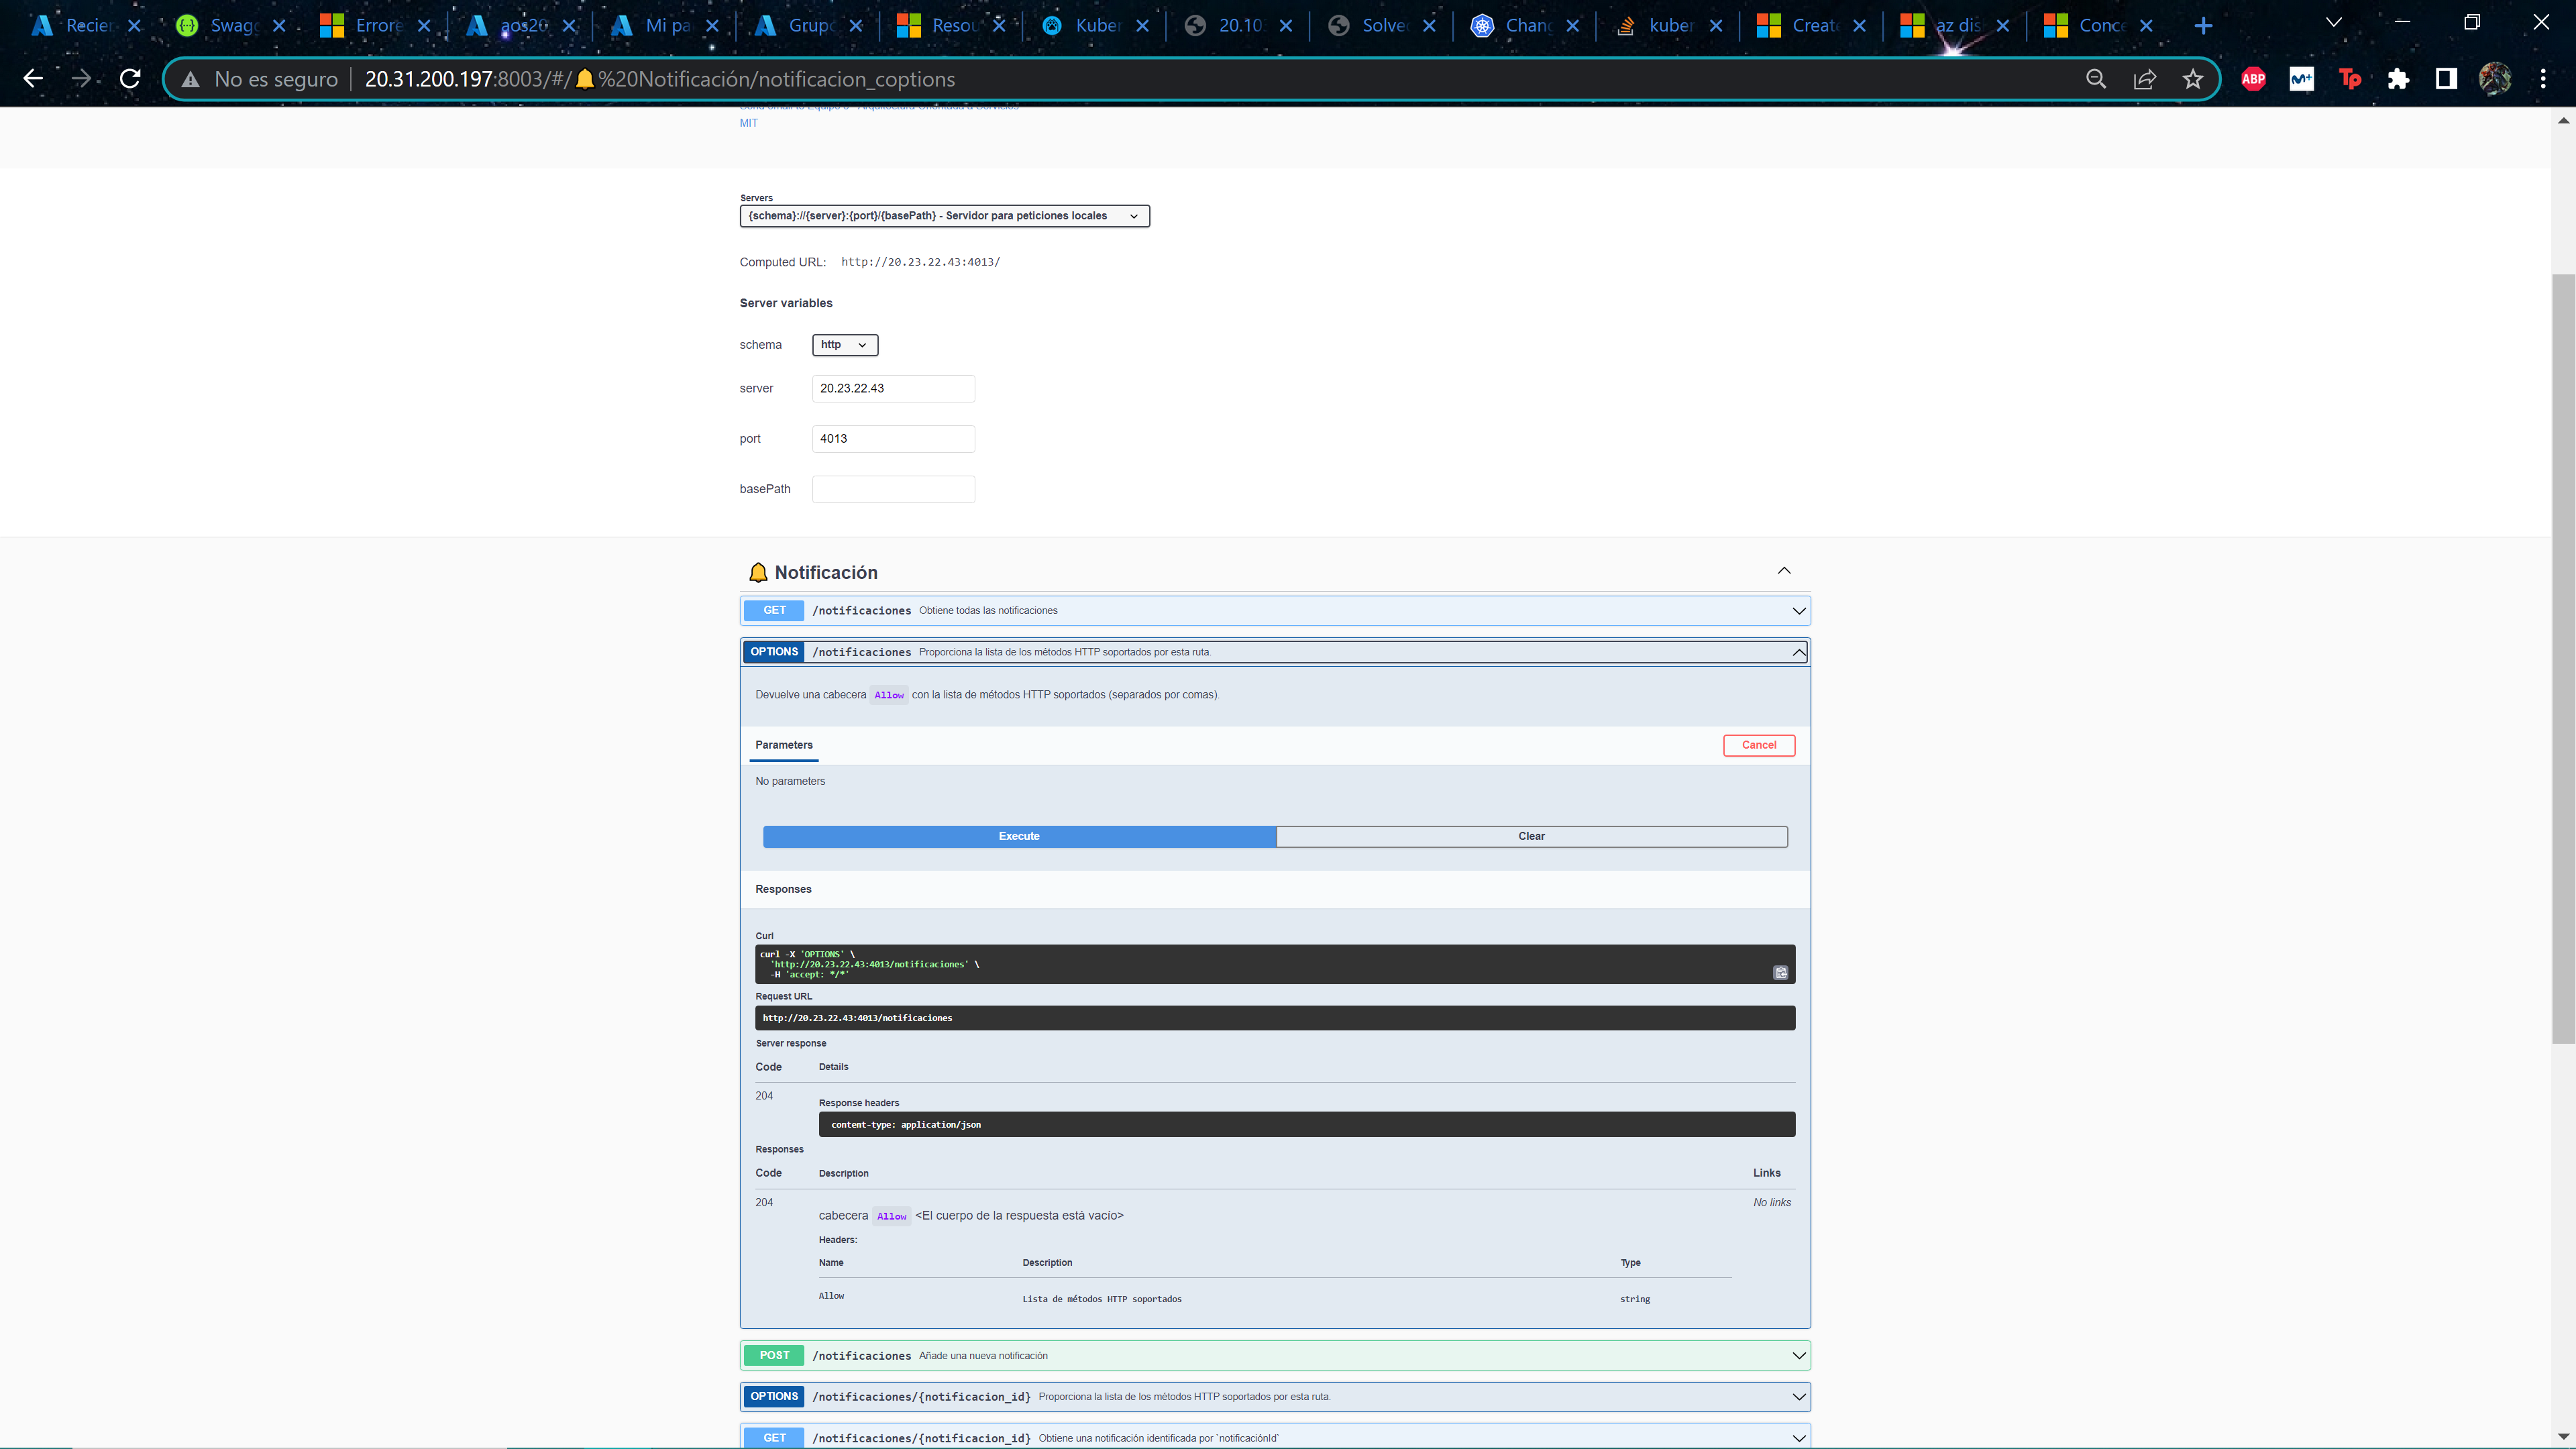 Recier
Swagg
Errore
aos20
Mi pa
Grupo
Resou
Kuber
20.10
Solved
Chang
kuber
Create
az dis
Conce
No es seguro
20.31.200.197:8003/#/🔔%20Notificación/notificacion_coptions
ABP
Tp
MIT
Servers
{schema}://{server}:{port}/{basePath} - Servidor para peticiones locales
Computed URL: http://20.23.22.43:4013/
Server variables
schema http
server 20.23.22.43
port 4013
basePath
🔔 Notificación
GET /notificaciones Obtiene todas las notificaciones
OPTIONS /notificaciones Proporciona la lista de los métodos HTTP soportados por esta ruta.
Devuelve una cabecera Allow con la lista de métodos HTTP soportados (separados por comas).
Parameters
Cancel
No parameters
Execute
Clear
Responses
Curl
curl -X 'OPTIONS' \
'http://20.23.22.43:4013/notificaciones' \
-H 'accept: */*'
Request URL
http://20.23.22.43:4013/notificaciones
Server response
Code Details
204
Response headers
content-type: application/json
Responses
Code Description Links
204 No links
cabecera Allow <El cuerpo de la respuesta está vacío>
Headers:
Name Description Type
Allow Lista de métodos HTTP soportados string
POST /notificaciones Añade una nueva notificación
OPTIONS /notificaciones/{notificacion_id} Proporciona la lista de los métodos HTTP soportados por esta ruta.
GET /notificaciones/{notificacion_id} Obtiene una notificación identificada por `notificaciónId`